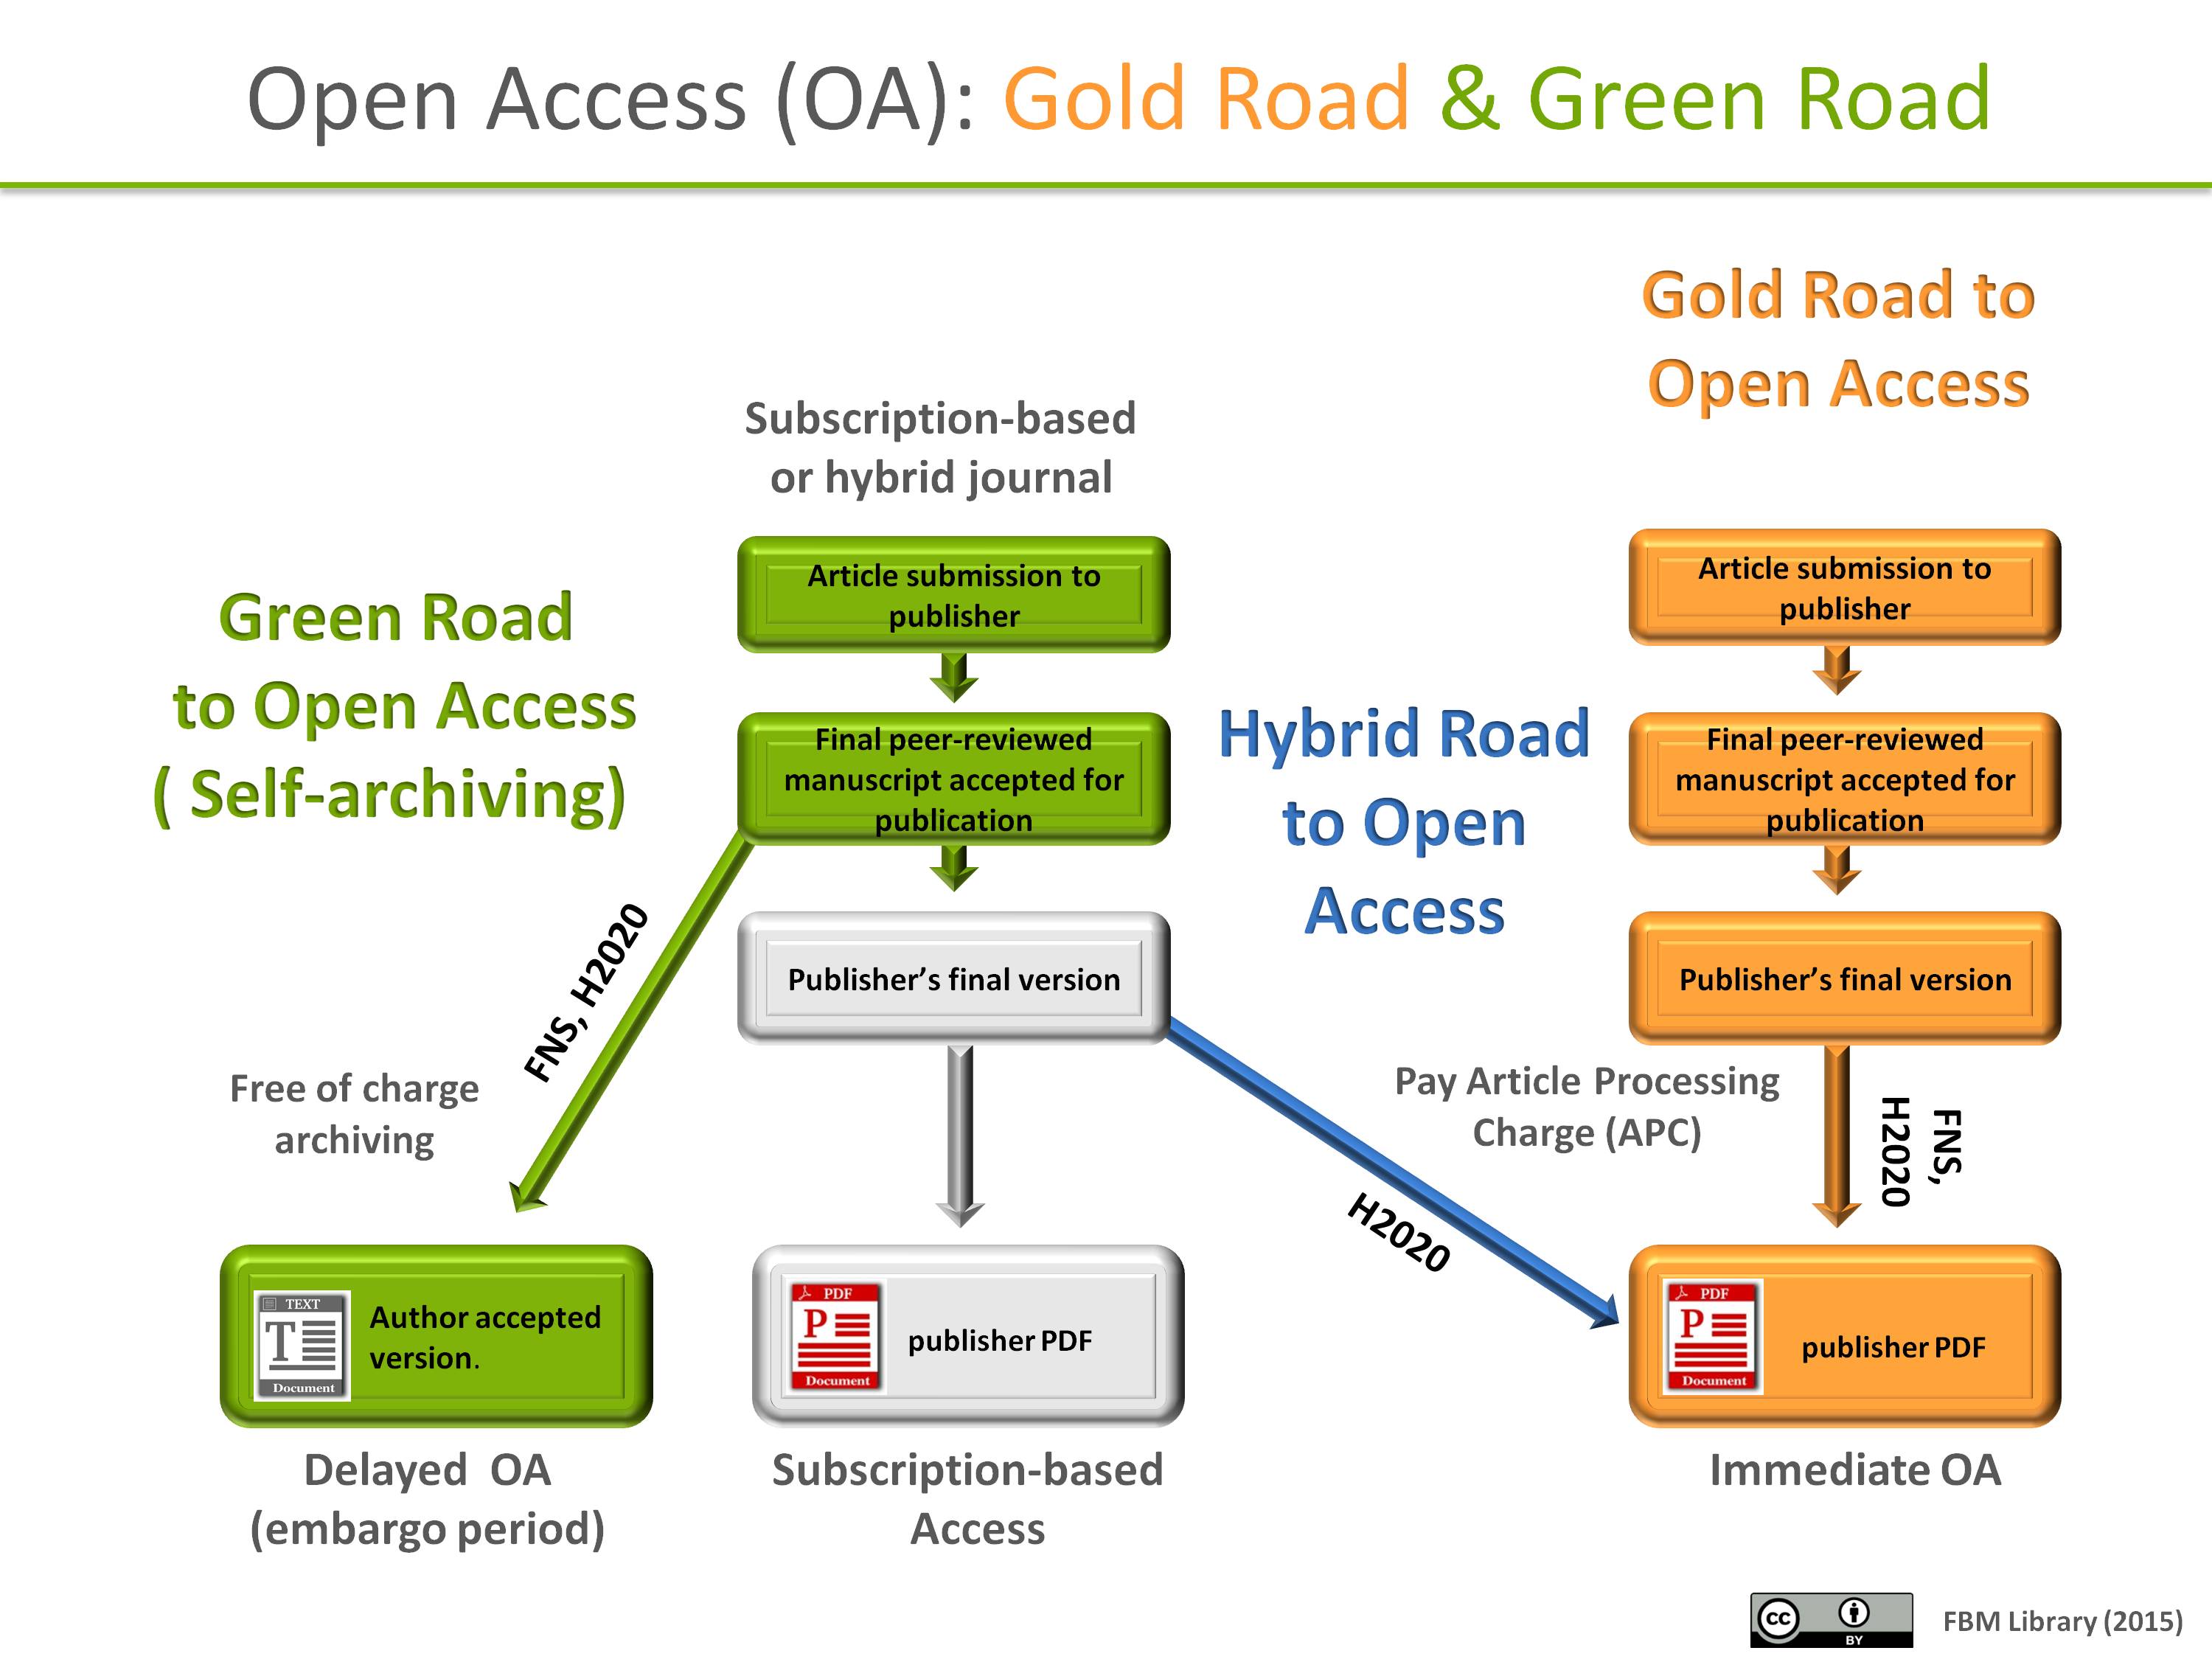 Open Access (OA): Gold Road & Green Road
Gold Road to
Open Access
Subscription-based
or hybrid journal
Green Road
to Open Access
( Self-archiving)
Article submission to
publisher
Final peer-reviewed
manuscript accepted for
publication
Publisher's final version
Hybrid Road
to Open
Access
Article submission to
publisher
Final peer-reviewed
manuscript accepted for
publication
Publisher's final version
FNS, H2020
Free of charge
archiving
Pay Article Processing
Charge (APC)
H2020
FNS,
H2020
TEXT
T
Document
Author accepted
version.
Delayed OA
(embargo period)
PDF
P
Document
publisher PDF
Subscription-based
Access
PDF
P
Document
publisher PDF
Immediate OA
cc
BY
FBM Library (2015)